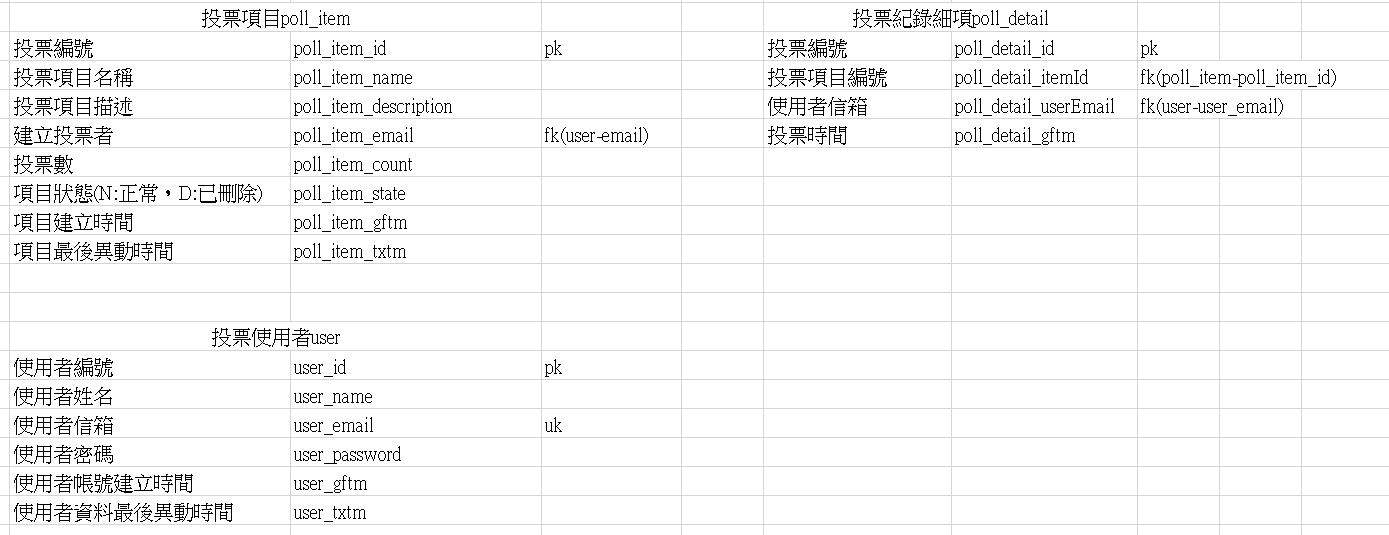 投票項目poll_item
投票編號 poll_item_id pk
投票項目名稱 poll_item_name
投票項目描述 poll_item_description
建立投票者 poll_item_email fk(user-email)
投票數 poll_item_count
項目狀態(N:正常，D:已刪除) poll_item_state
項目建立時間 poll_item_gftm
項目最後異動時間 poll_item_txtm
投票紀錄細項poll_detail
投票編號 poll_detail_id pk
投票項目編號 poll_detail_itemId fk(poll_item-poll_item_id)
使用者信箱 poll_detail_userEmail fk(user-user_email)
投票時間 poll_detail_gftm
投票使用者user
使用者編號 user_id pk
使用者姓名 user_name
使用者信箱 user_email uk
使用者密碼 user_password
使用者帳號建立時間 user_gftm
使用者資料最後異動時間 user_txtm